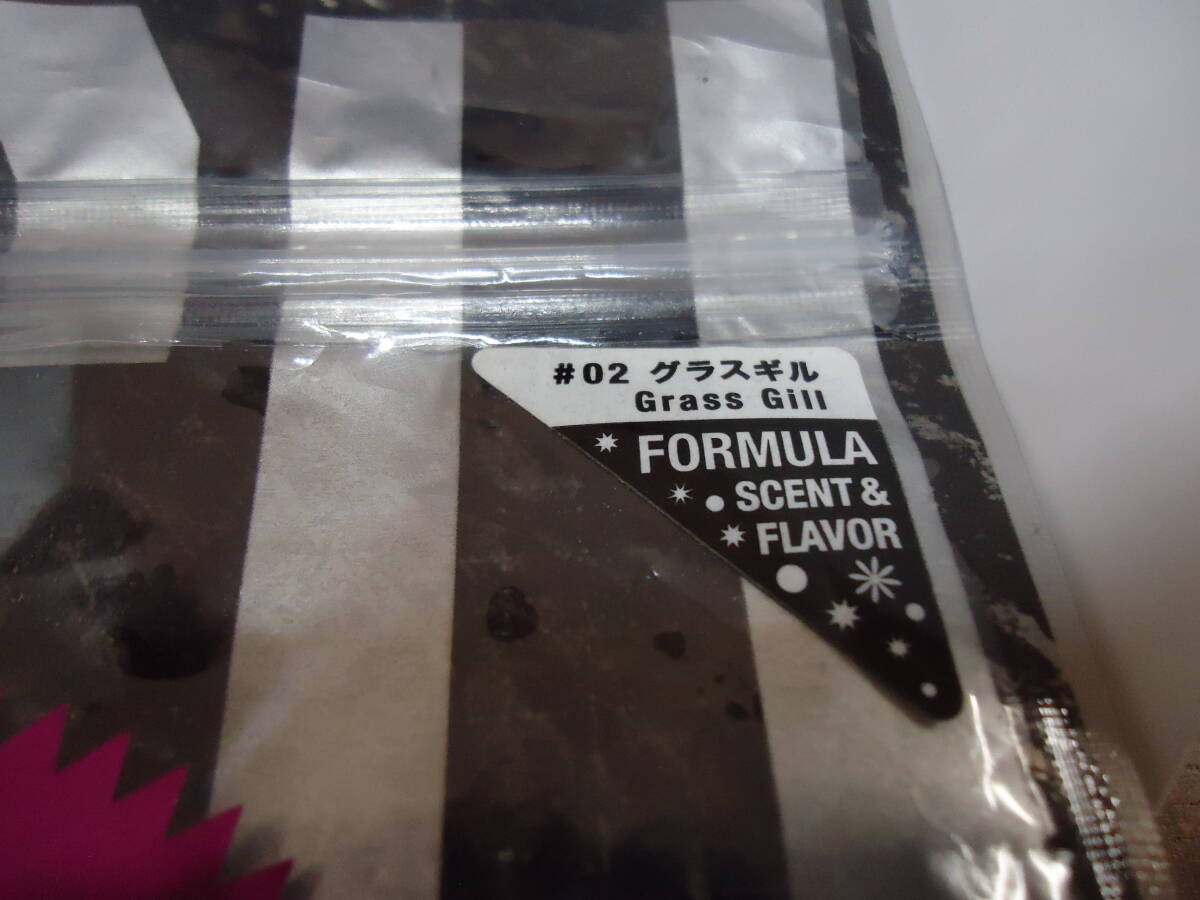 #02 グラスギル
Grass Gill
FORMULA
SCENT &
FLAVOR